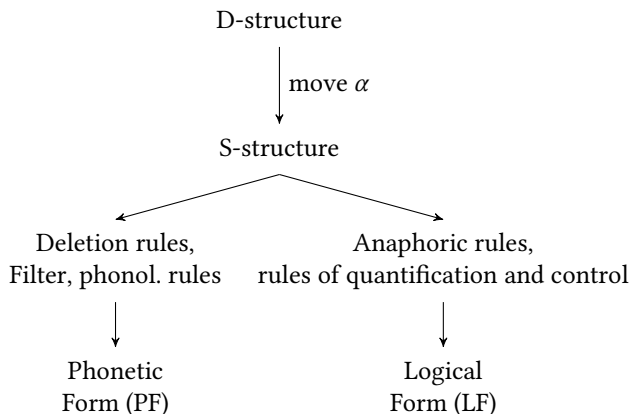 D-structure
move α
S-structure
Deletion rules,
Filter, phonol. rules
Anaphoric rules,
rules of quantification and control
Phonetic
Form (PF)
Logical
Form (LF)